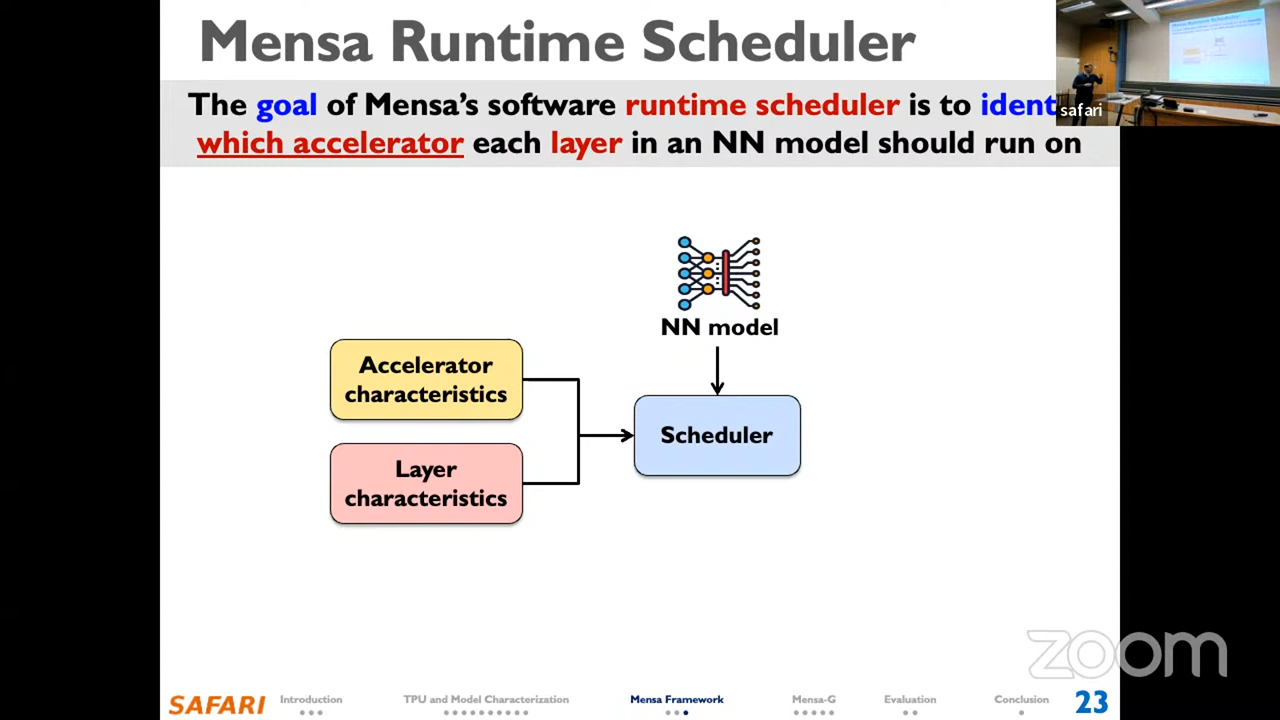 Mensa Runtime Scheduler
The goal of Mensa's software runtime scheduler is to ident
which accelerator each layer in an NN model should run on
safari
NN model
Accelerator
characteristics
Scheduler
Layer
characteristics
zoom
SAFARI
Introduction
TPU and Model Characterization
Mensa Framework
Mensa-G
Evaluation
Conclusion
23